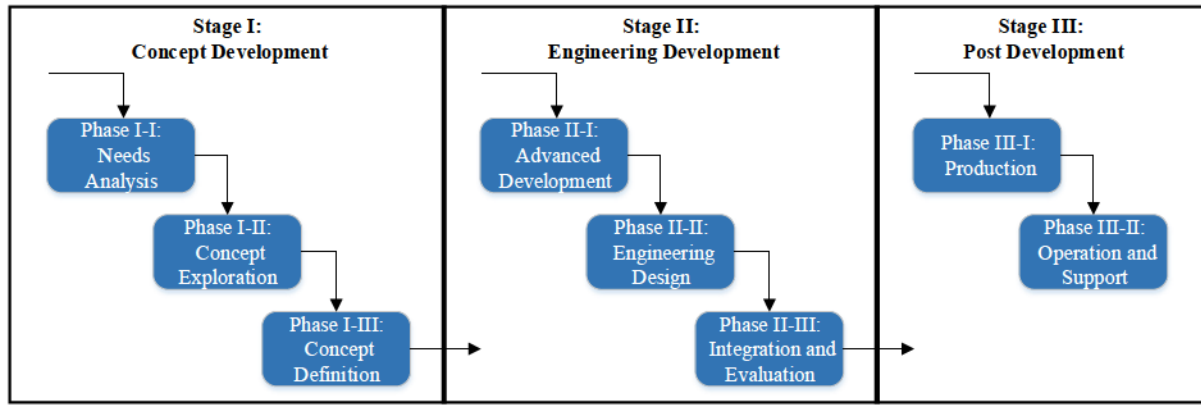 Stage I:
Concept Development
Phase I-I:
Needs
Analysis
Phase I-II:
Concept
Exploration
Phase I-III:
Concept
Definition
Stage II:
Engineering Development
Phase II-I:
Advanced
Development
Phase II-II:
Engineering
Design
Phase II-III:
Integration and
Evaluation
Stage III:
Post Development
Phase III-I:
Production
Phase III-II:
Operation and
Support